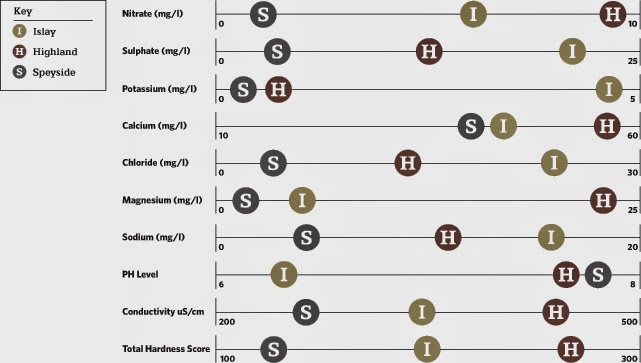 Key
I Islay
H Highland
S Speyside
Nitrate (mg/l) 0 S I H 10
Sulphate (mg/l) 0 S H I 25
Potassium (mg/l) 0 S H I 5
Calcium (mg/l) 10 S I H 60
Chloride (mg/l) 0 S H I 30
Magnesium (mg/l) 0 S I H 25
Sodium (mg/l) 0 S H I 20
PH Level 6 I H S 8
Conductivity uS/cm 200 S I H 500
Total Hardness Score 100 S I H 300